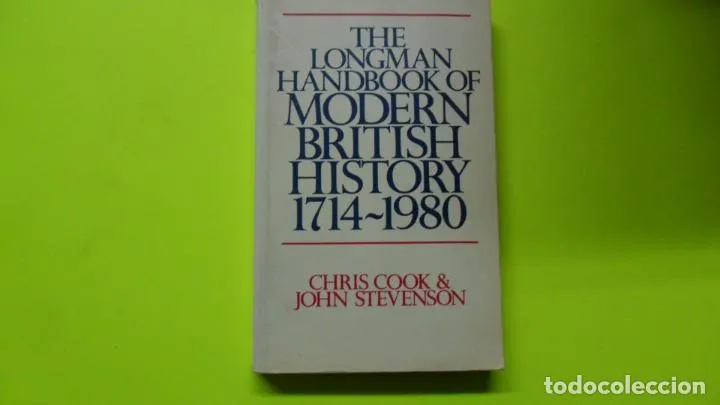 THE
LONGMAN
HANDBOOK OF
MODERN
BRITISH
HISTORY
1714~1980
CHRIS COOK &
JOHN STEVENSON
todocoleccion